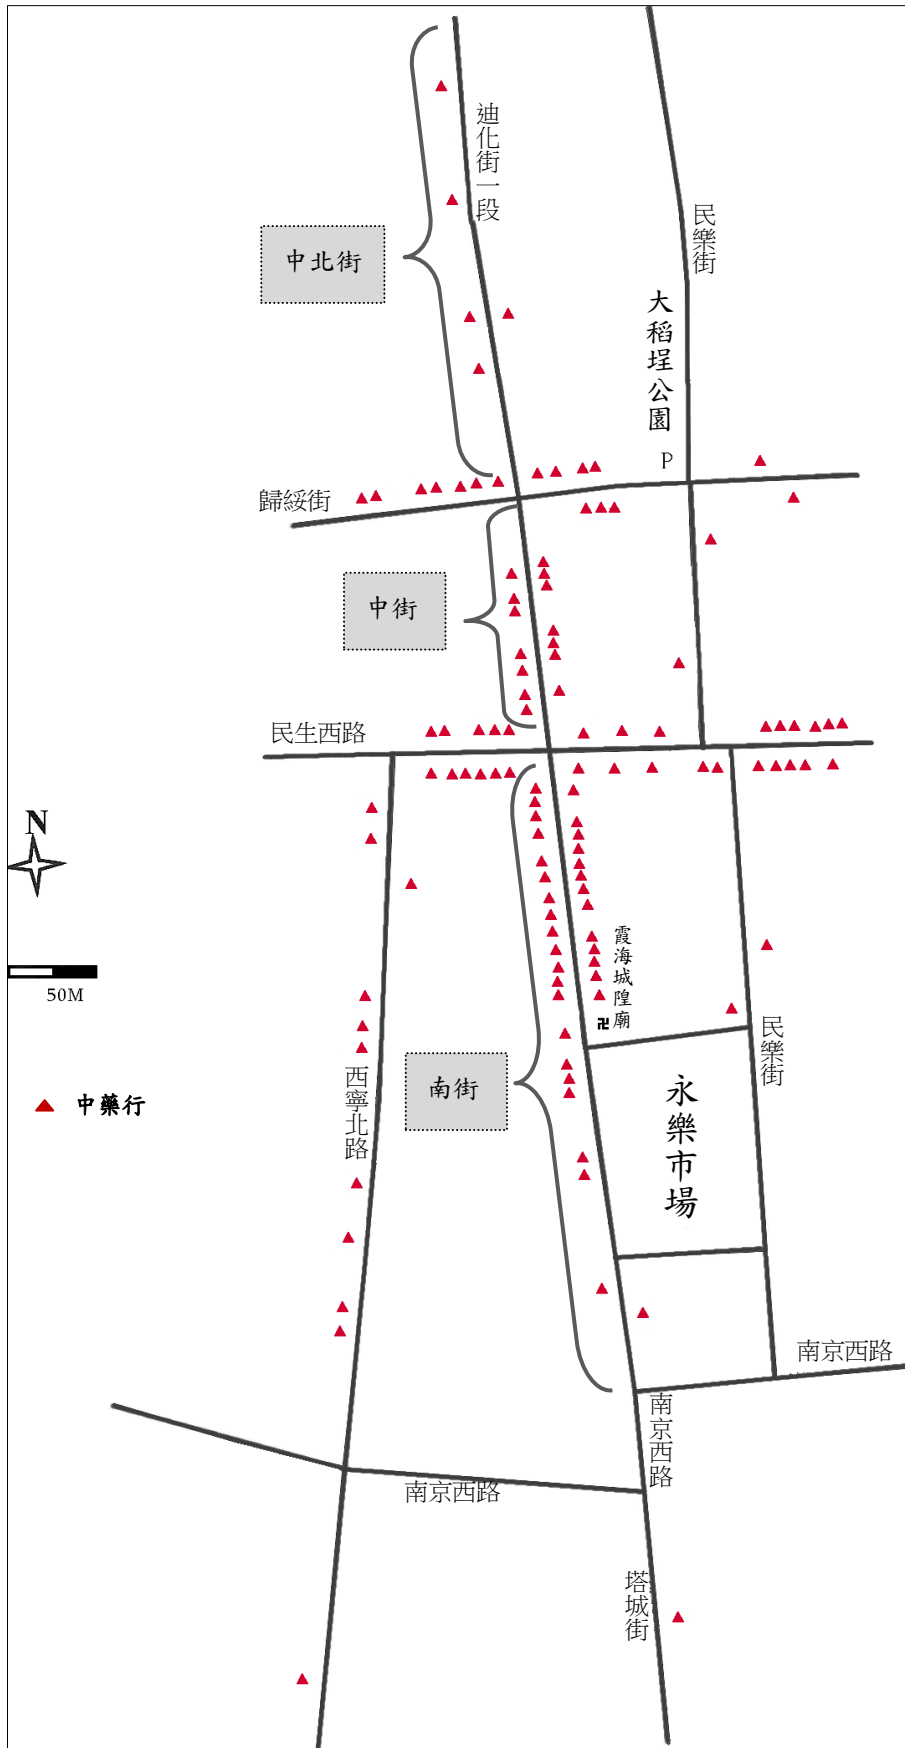 迪化街一段
民樂街
中北街
大稻埕公園
P
歸綏街
中街
民生西路
N
50M
霞海城隍廟
卍
民樂街
西寧北路
南街
永樂市場
中藥行
南京西路
南京西路
南京西路
塔城街